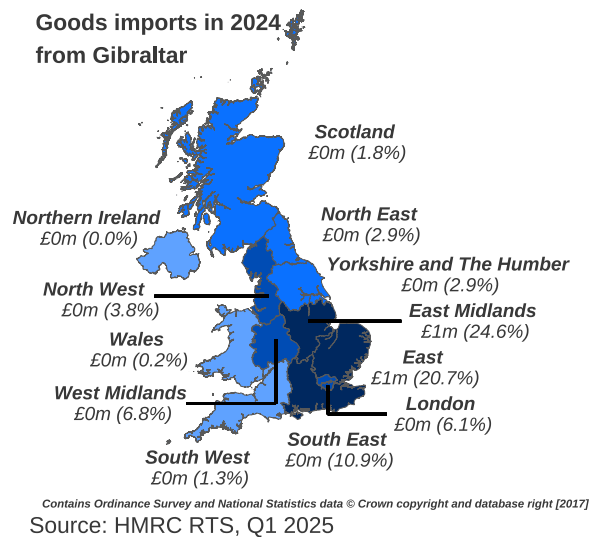 Goods imports in 2024
from Gibraltar
Scotland
£0m (1.8%)
Northern Ireland
£0m (0.0%)
North East
£0m (2.9%)
Yorkshire and The Humber
£0m (2.9%)
North West
£0m (3.8%)
East Midlands
£1m (24.6%)
Wales
£0m (0.2%)
East
£1m (20.7%)
West Midlands
£0m (6.8%)
London
£0m (6.1%)
South East
£0m (10.9%)
South West
£0m (1.3%)
Contains Ordinance Survey and National Statistics data © Crown copyright and database right [2017]
Source: HMRC RTS, Q1 2025